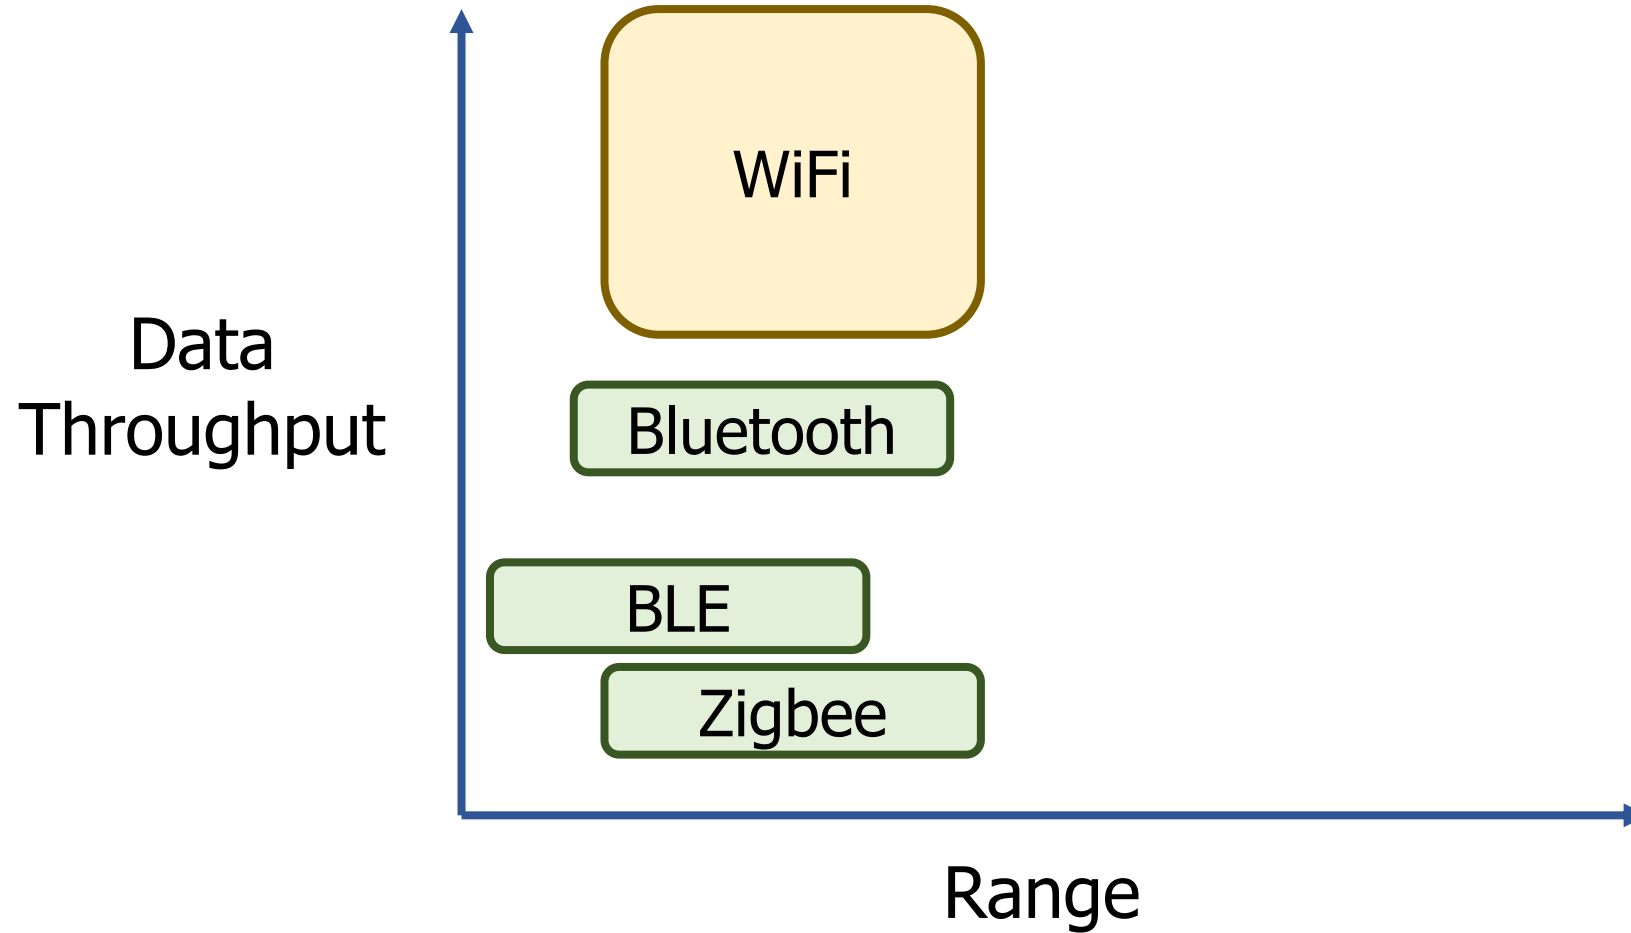 WiFi
Data
Throughput
Bluetooth
BLE
Zigbee
Range